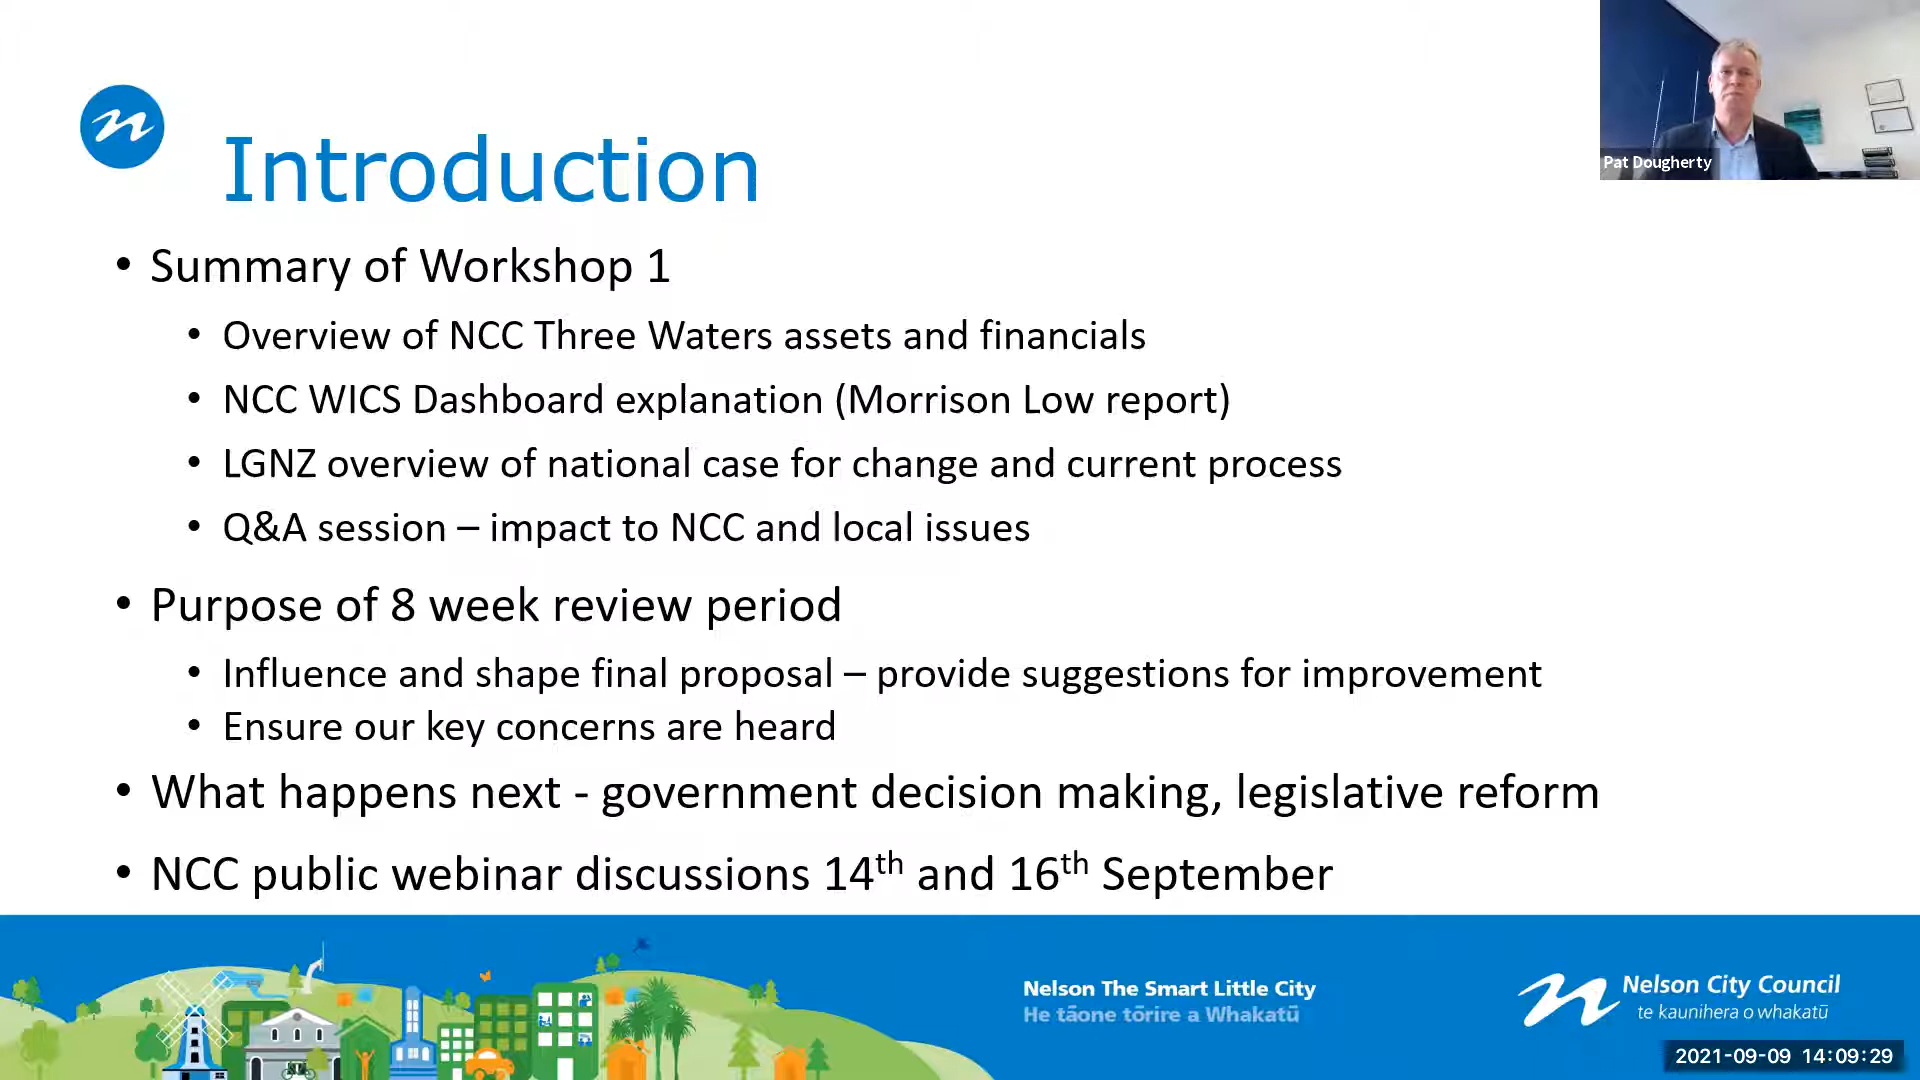 Introduction
Pat Dougherty
• Summary of Workshop 1
• Overview of NCC Three Waters assets and financials
• NCC WICS Dashboard explanation (Morrison Low report)
• LGNZ overview of national case for change and current process
• Q&A session – impact to NCC and local issues
• Purpose of 8 week review period
• Influence and shape final proposal – provide suggestions for improvement
• Ensure our key concerns are heard
• What happens next - government decision making, legislative reform
• NCC public webinar discussions 14th and 16th September
Nelson The Smart Little City
He tāone tōrire a Whakatū
Nelson City Council
te kaunihera o whakatū
2021-09-09 14:09:29